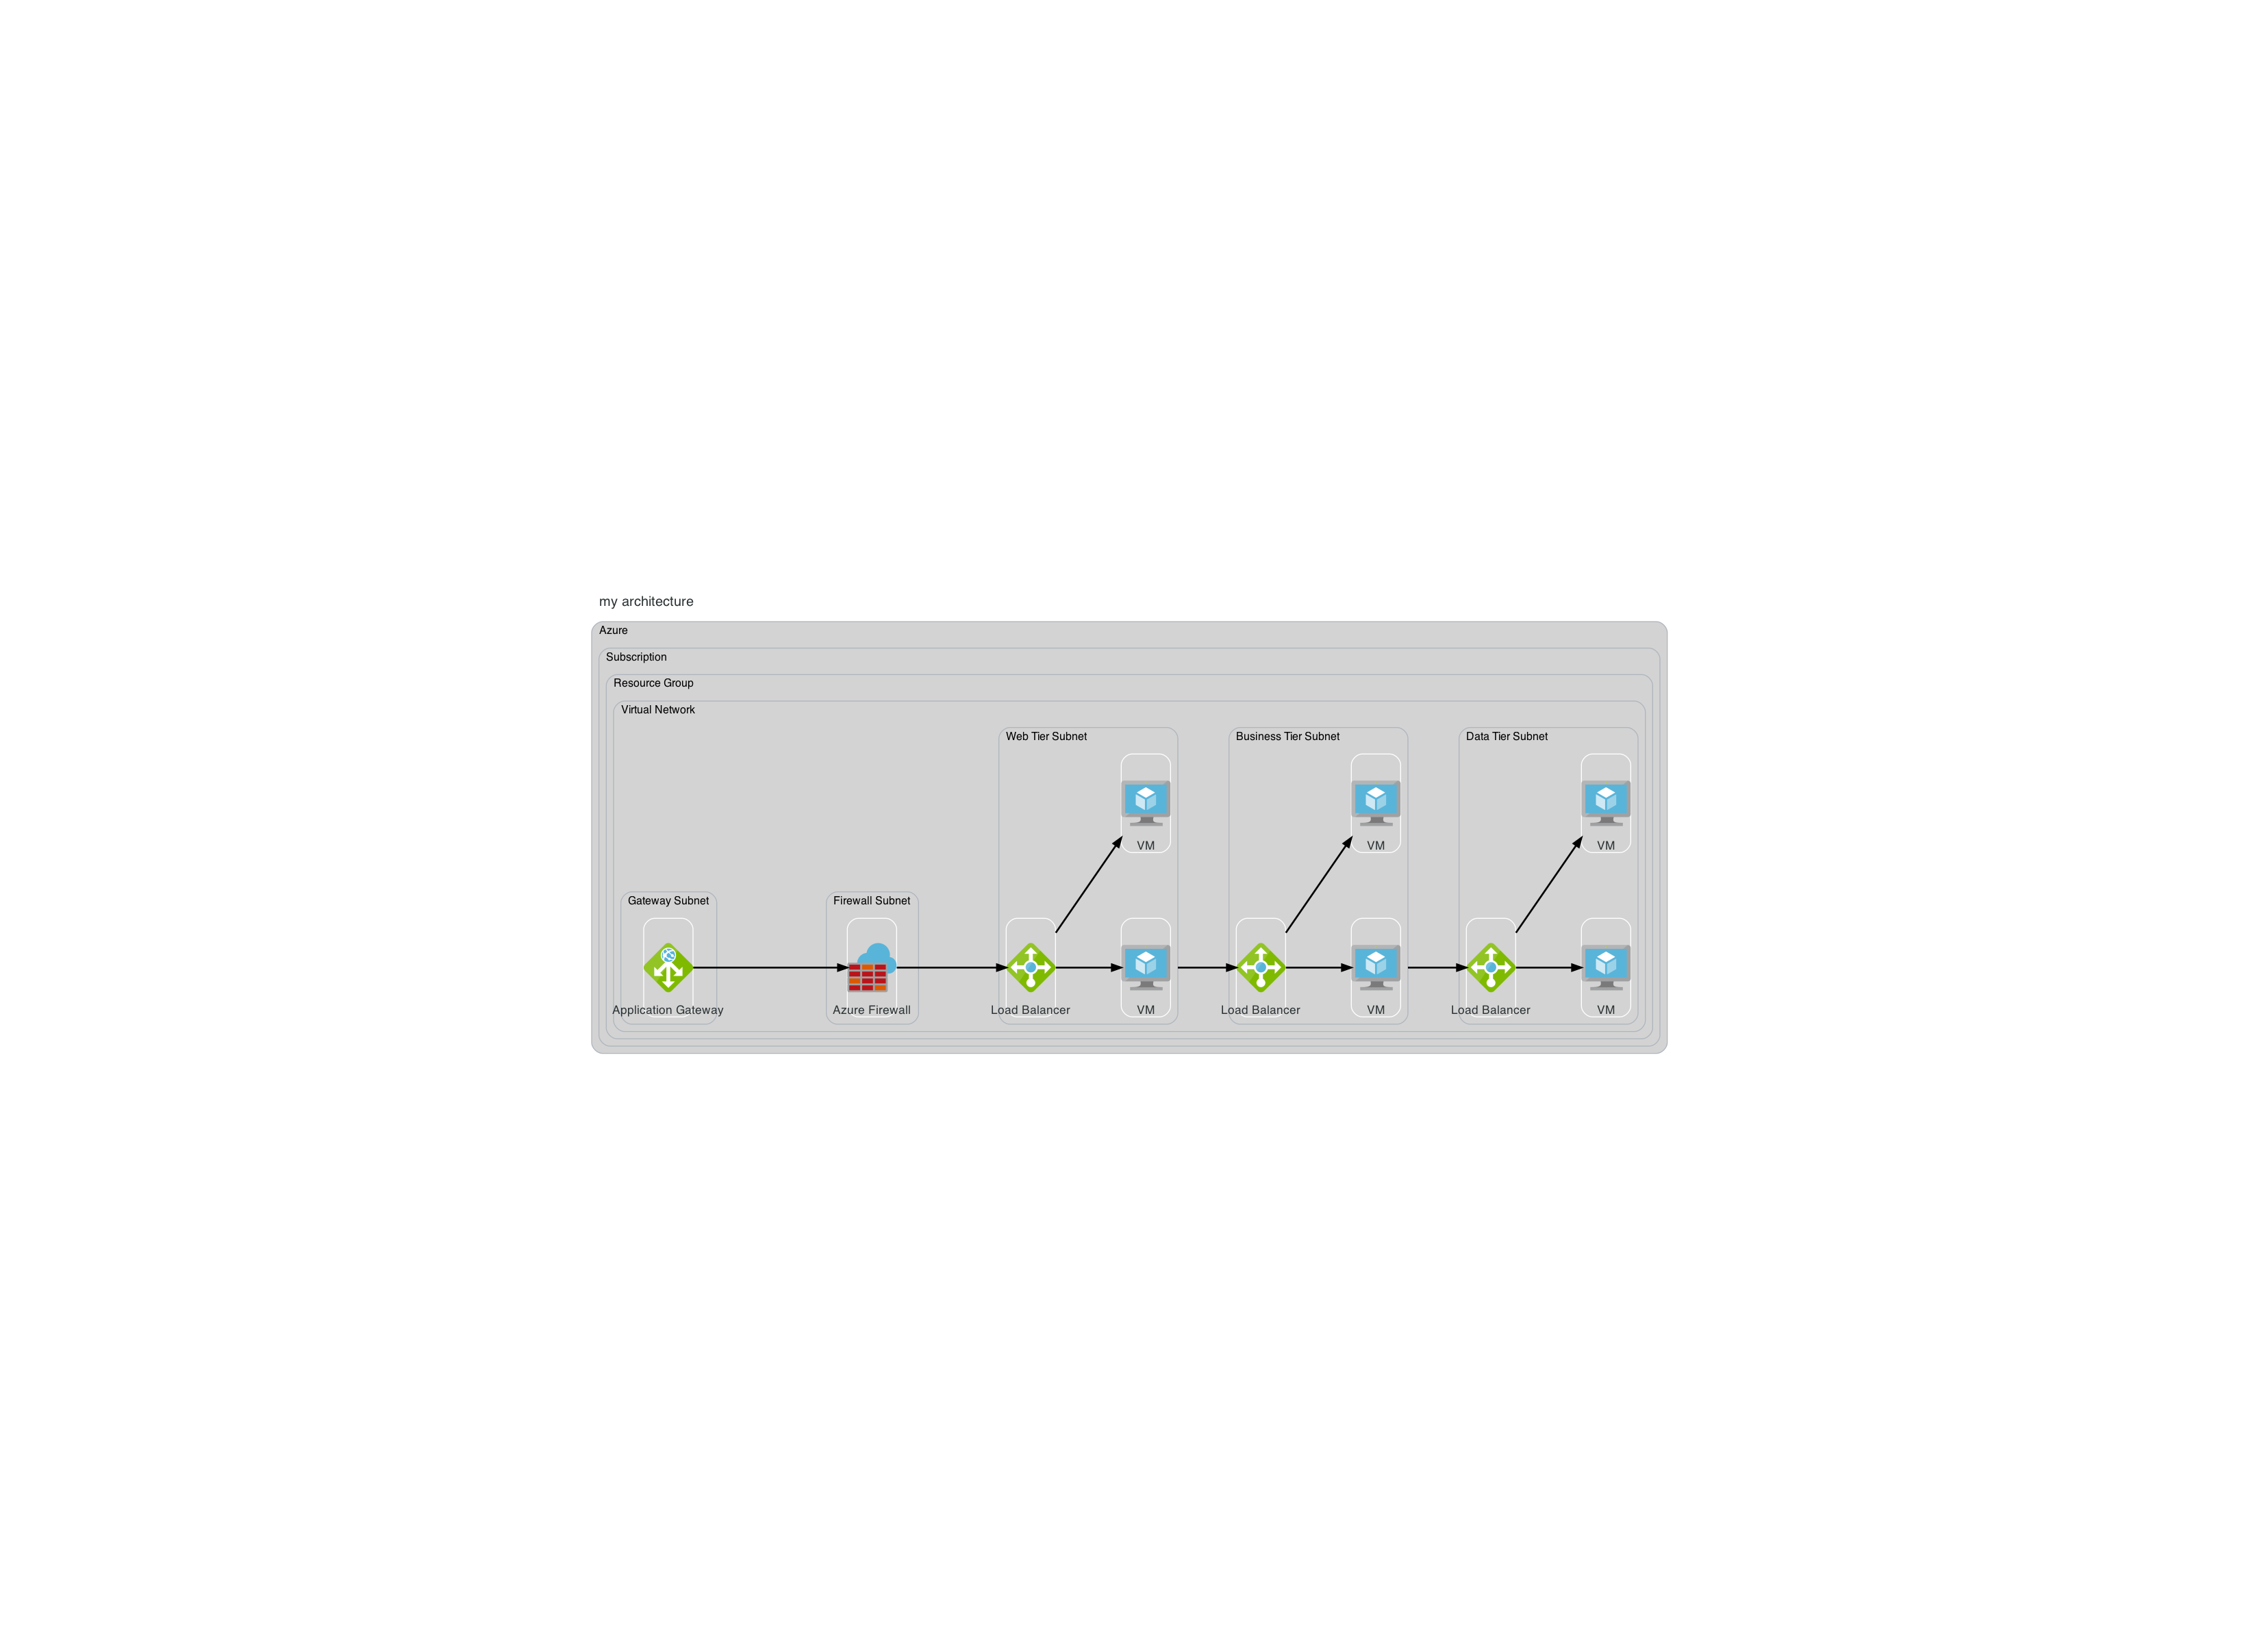 my architecture
Azure
Subscription
Resource Group
Virtual Network
Web Tier Subnet
Business Tier Subnet
Data Tier Subnet
VM
VM
VM
Gateway Subnet
Firewall Subnet
Application Gateway
Azure Firewall
Load Balancer
VM
Load Balancer
VM
Load Balancer
VM